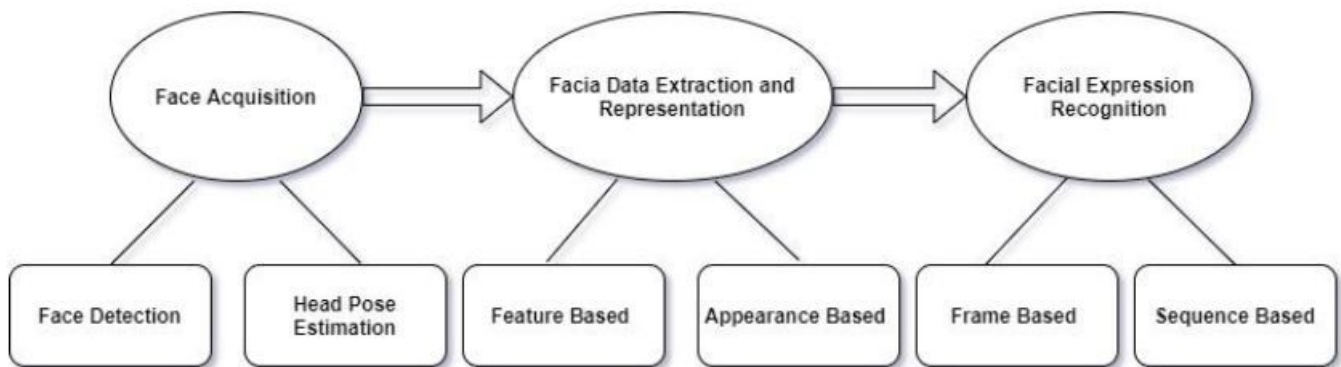 Face Acquisition
Facia Data Extraction and
Representation
Facial Expression
Recognition
Face Detection
Head Pose
Estimation
Feature Based
Appearance Based
Frame Based
Sequence Based